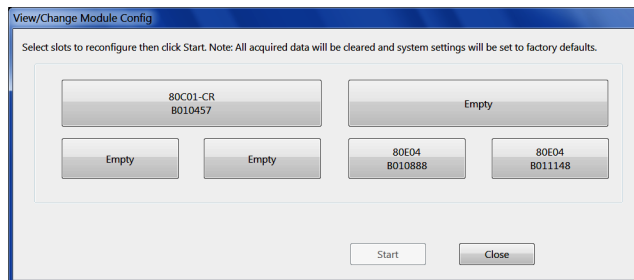 View/Change Module Config
Select slots to reconfigure then click Start. Note: All acquired data will be cleared and system settings will be set to factory defaults.
80C01-CR
B010457
Empty
Empty
Empty
80E04
B010888
80E04
B011148
Start
Close